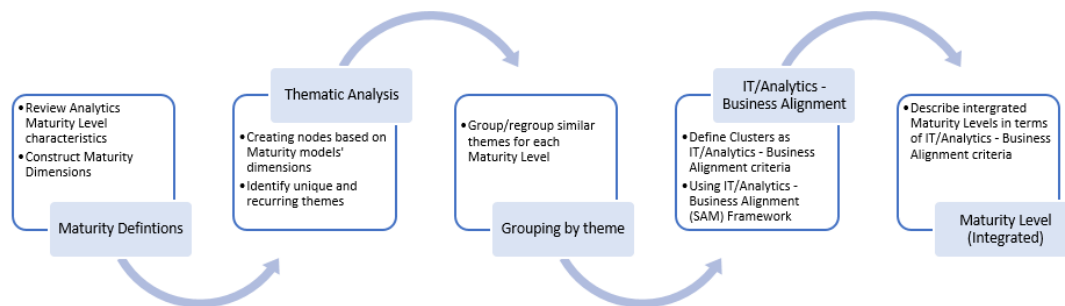 •Review Analytics
Maturity Level
characteristics
•Construct Maturity
Dimensions
Maturity Defintions
Thematic Analysis
•Creating nodes based on
Maturity models'
dimensions
•Identify unique and
recurring themes
•Group/regroup similar
themes for each
Maturity Level
Grouping by theme
IT/Analytics -
Business Alignment
•Define Clusters as
IT/Analytics - Business
Alignment criteria
•Using IT/Analytics -
Business Alignment
(SAM) Framework
•Describe intergrated
Maturity Levels in terms
of IT/Analytics - Business
Alignment criteria
Maturity Level
(Integrated)